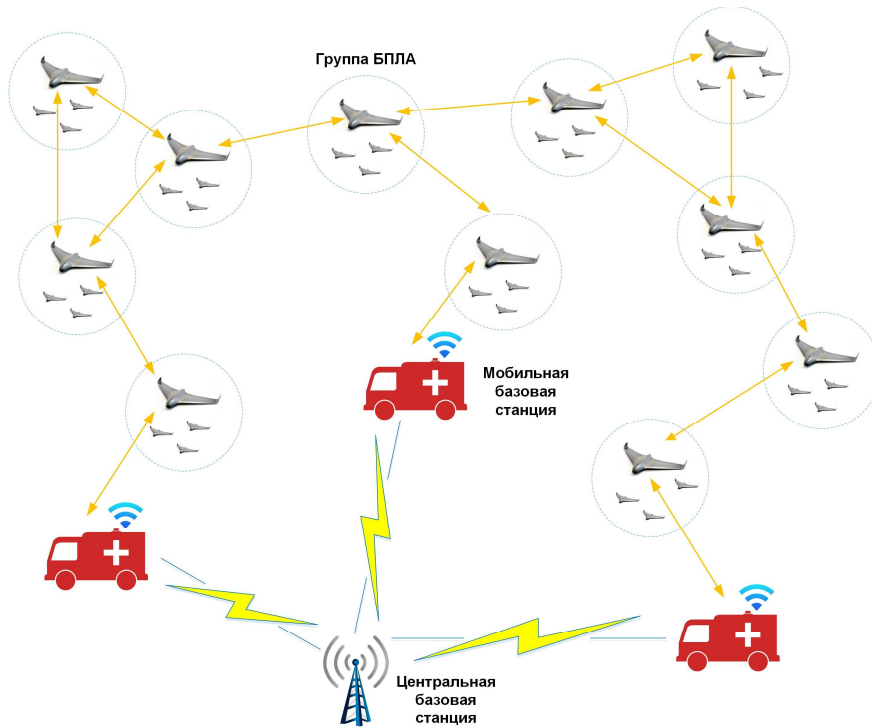 Группа БПЛА
Мобильная
базовая
станция
Центральная
базовая
станция